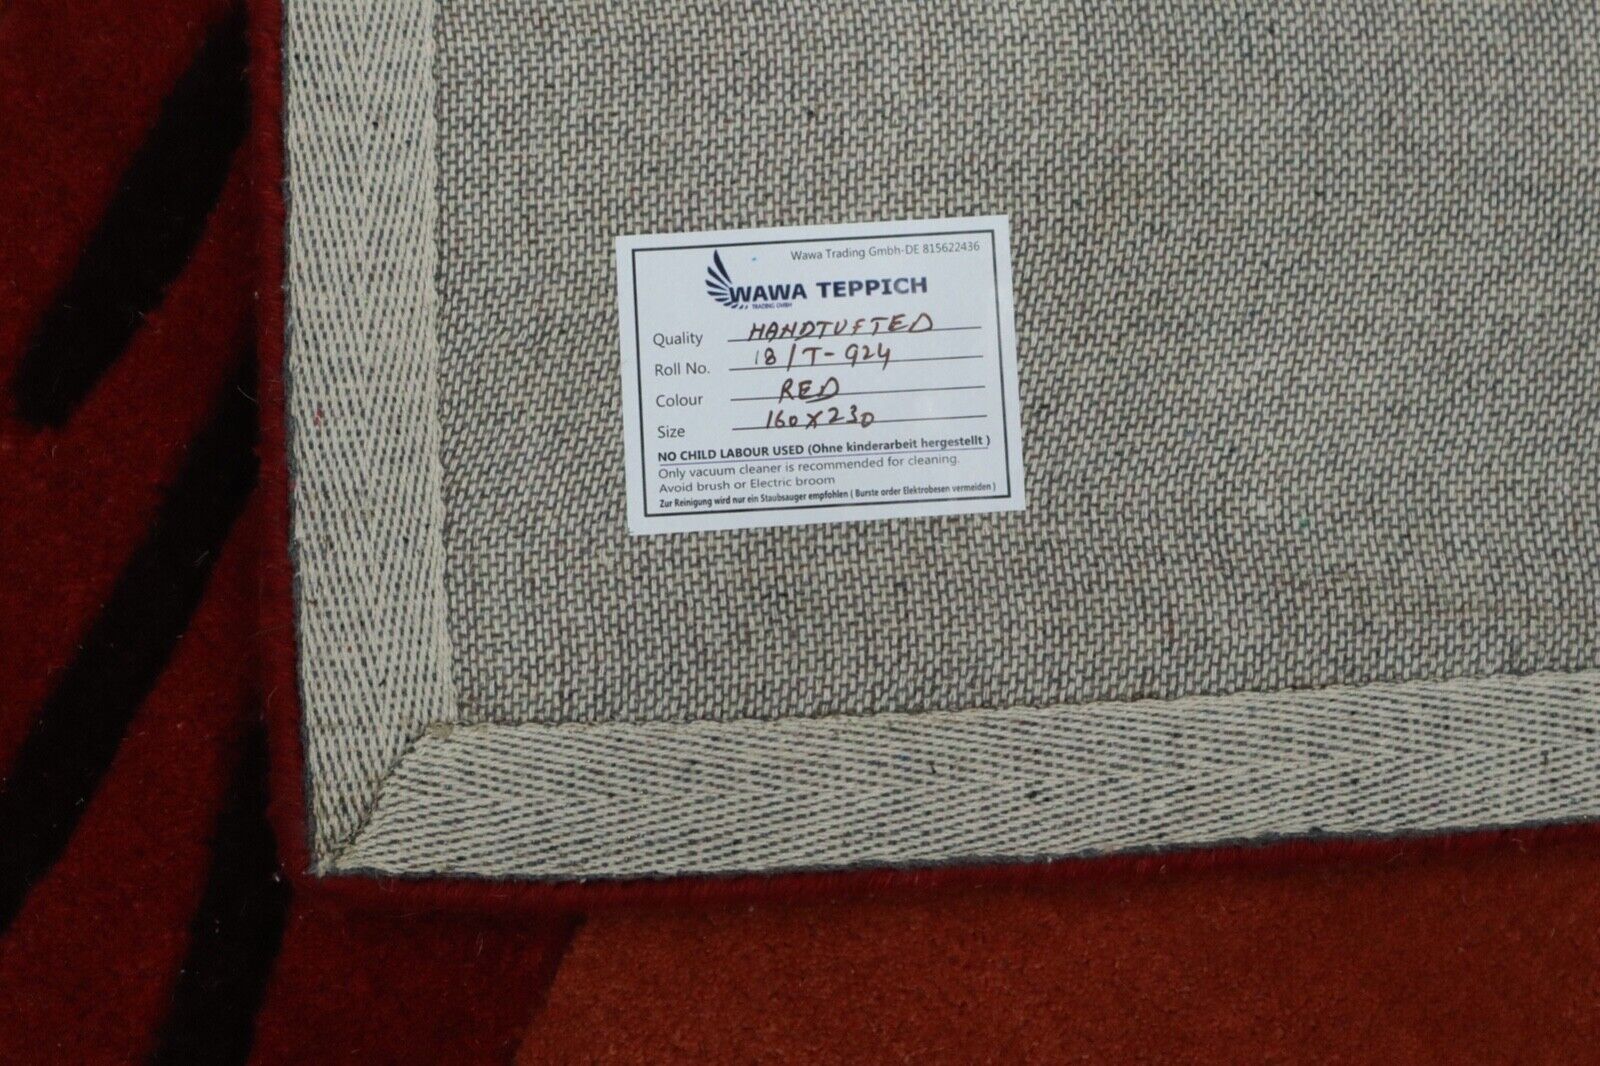 Wawa Trading Gmbh-DE 815622436
WAWA TEPPICH
TRADING GMBH
Quality HANDTUFTED
Roll No. 18/T-924
Colour RED
Size 160x230
NO CHILD LABOUR USED (Ohne kinderarbeit hergestellt )
Only vacuum cleaner is recommended for cleaning.
Avoid brush or Electric broom
Zur Reinigung wird nur ein Staubsauger empfohlen ( Burste order Elektrobesen vermeiden )